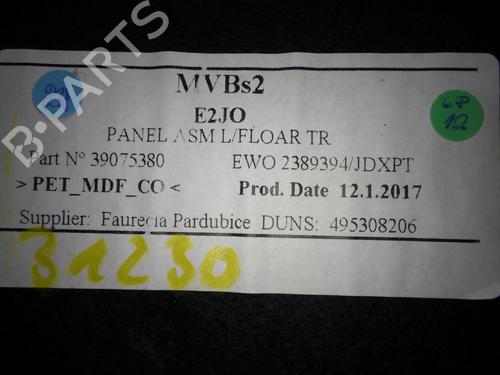 MVBs2
E2JO
PANEL ASM L/FLOAR TR
Part N° 39075380 EWO 2389394/JDXPT
> PET_MDF_CO < Prod. Date 12.1.2017
Supplier: Faurecia Pardubice DUNS: 495308206
31230
12
B-PARTS